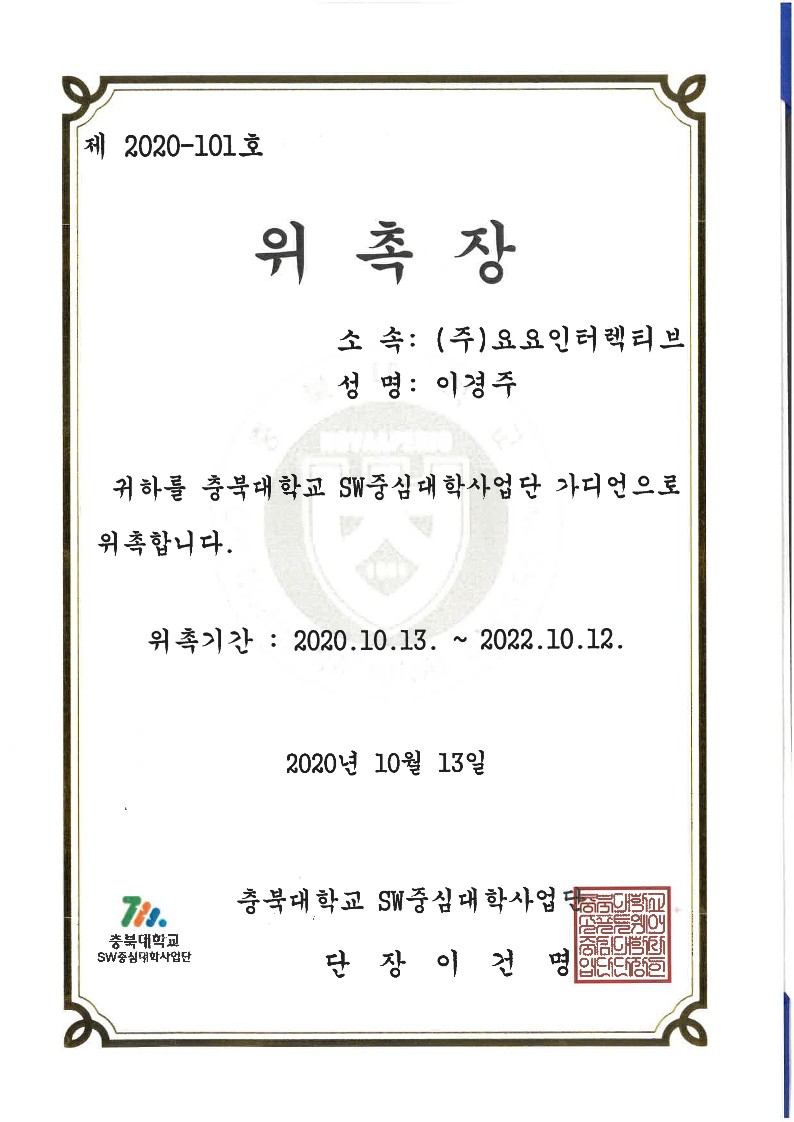 제 2020-101호
위 촉 장
소 속: (주)요요인터렉티브
성 명: 이경주
귀하를 충북대학교 SW중심대학사업단 가디언으로
위촉합니다.
위촉기간 : 2020.10.13. ~ 2022.10.12.
2020년 10월 13일
충북대학교 SW중심대학사업단
단 장 이 건 명
충북대학교
SW중심대학사업단